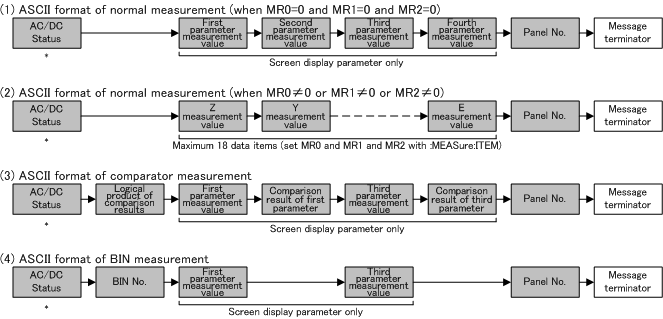 (1) ASCII format of normal measurement (when MR0=0 and MR1=0 and MR2=0)
AC/DC
Status
*
First
parameter
measurement
value
Second
parameter
measurement
value
Third
parameter
measurement
value
Fourth
parameter
measurement
value
Panel No.
Message
terminator
Screen display parameter only
(2) ASCII format of normal measurement (when MR0≠0 or MR1≠0 or MR2≠0)
AC/DC
Status
*
Z
measurement
value
Y
measurement
value
E
measurement
value
Panel No.
Message
terminator
Maximum 18 data items (set MR0 and MR1 and MR2 with :MEASure:ITEM)
(3) ASCII format of comparator measurement
AC/DC
Status
*
Logical
product of
comparison
results
First
parameter
measurement
value
Comparison
result of first
parameter
Third
parameter
measurement
value
Comparison
result of third
parameter
Panel No.
Message
terminator
Screen display parameter only
(4) ASCII format of BIN measurement
AC/DC
Status
*
BIN No.
First
parameter
measurement
value
Third
parameter
measurement
value
Panel No.
Message
terminator
Screen display parameter only